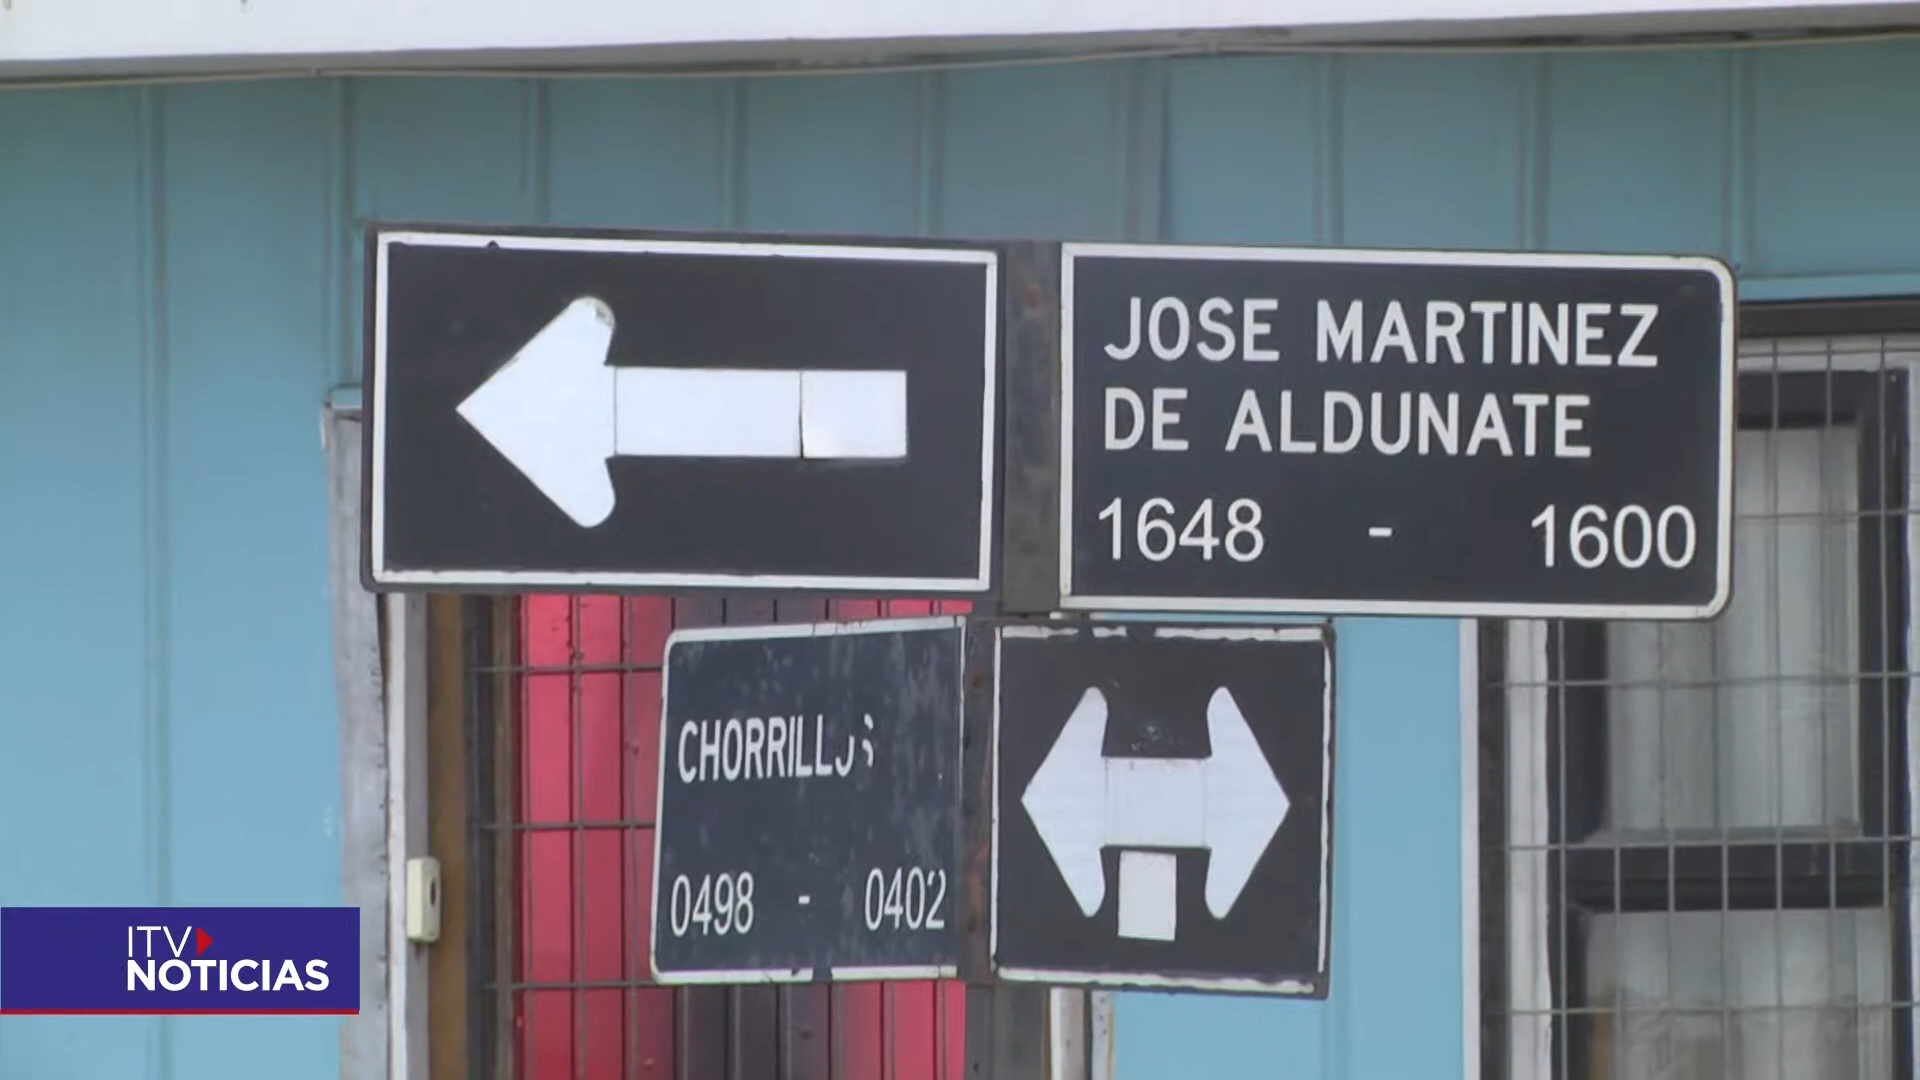 JOSE MARTINEZ
DE ALDUNATE
1648 - 1600
CHORRILLOS
0498 - 0402
ITV
NOTICIAS